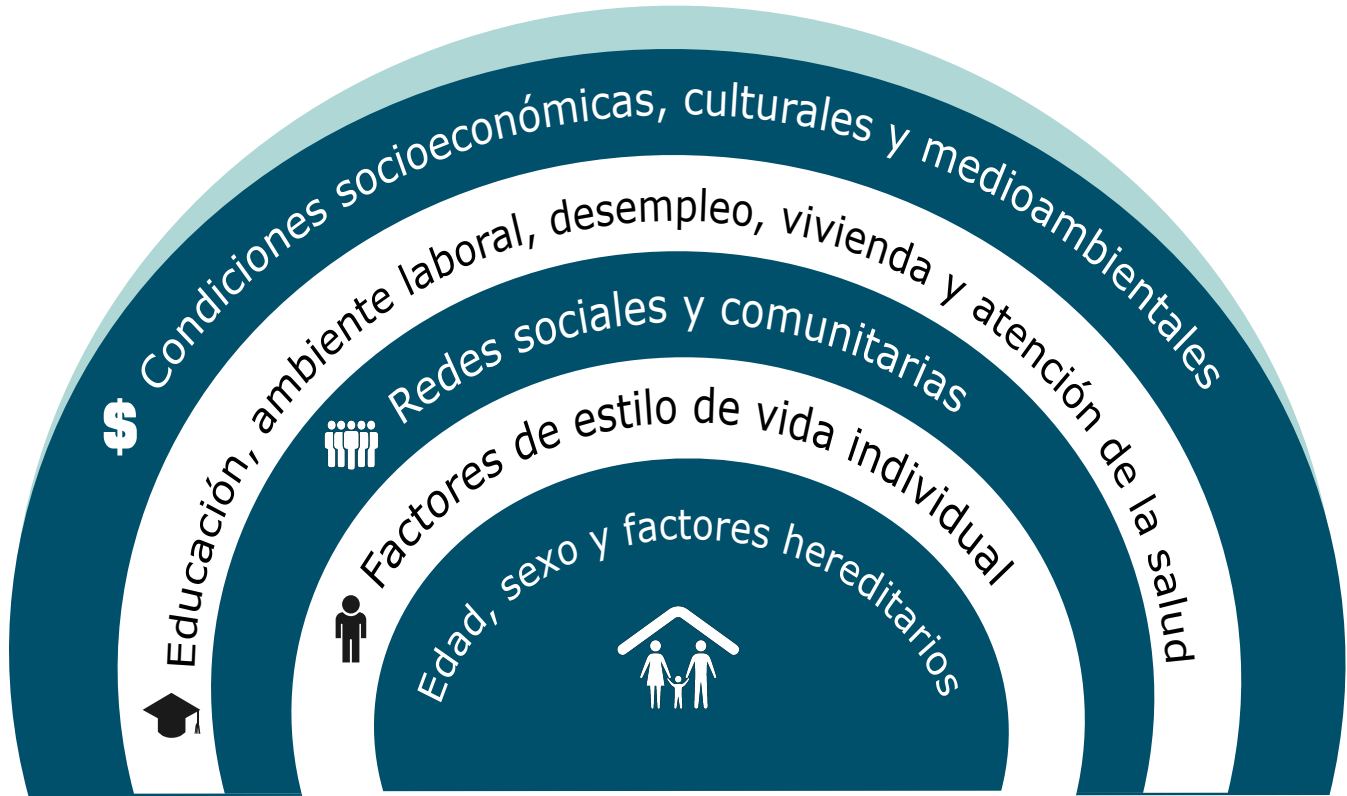 $ Condiciones socioeconómicas, culturales y medioambientales
Educación, ambiente laboral, desempleo, vivienda y atención de la salud
Redes sociales y comunitarias
Factores de estilo de vida individual
Edad, sexo y factores hereditarios